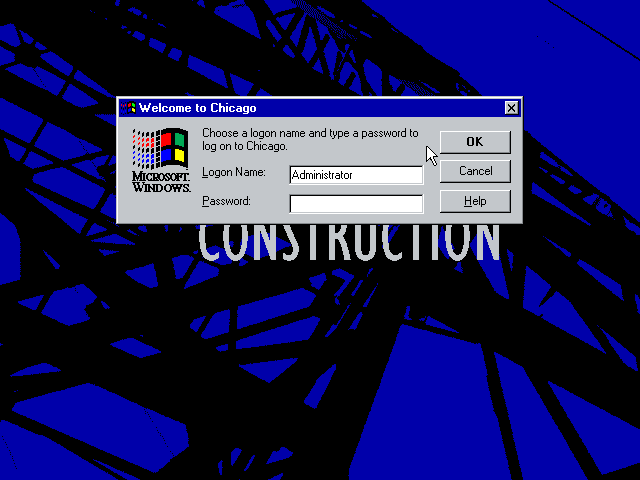 Welcome to Chicago
Choose a logon name and type a password to
log on to Chicago.
OK
Cancel
Help
Logon Name:
Administrator
Password:
MICROSOFT.
WINDOWS.
CONSTRUCTION